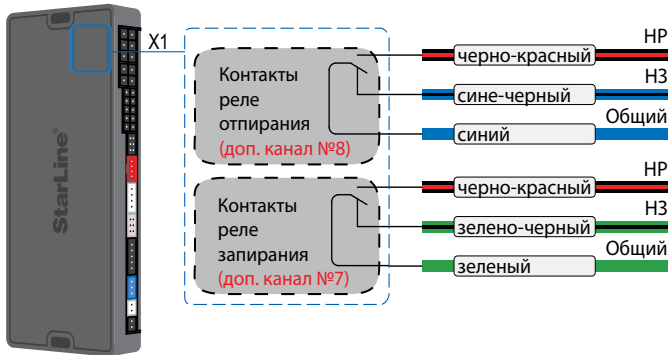 X1
StarLine®
Контакты
реле
отпирания
(доп. канал №8)
черно-красный
НР
сине-черный
НЗ
синий
Общий
Контакты
реле
запирания
(доп. канал №7)
черно-красный
НР
зелено-черный
НЗ
зеленый
Общий